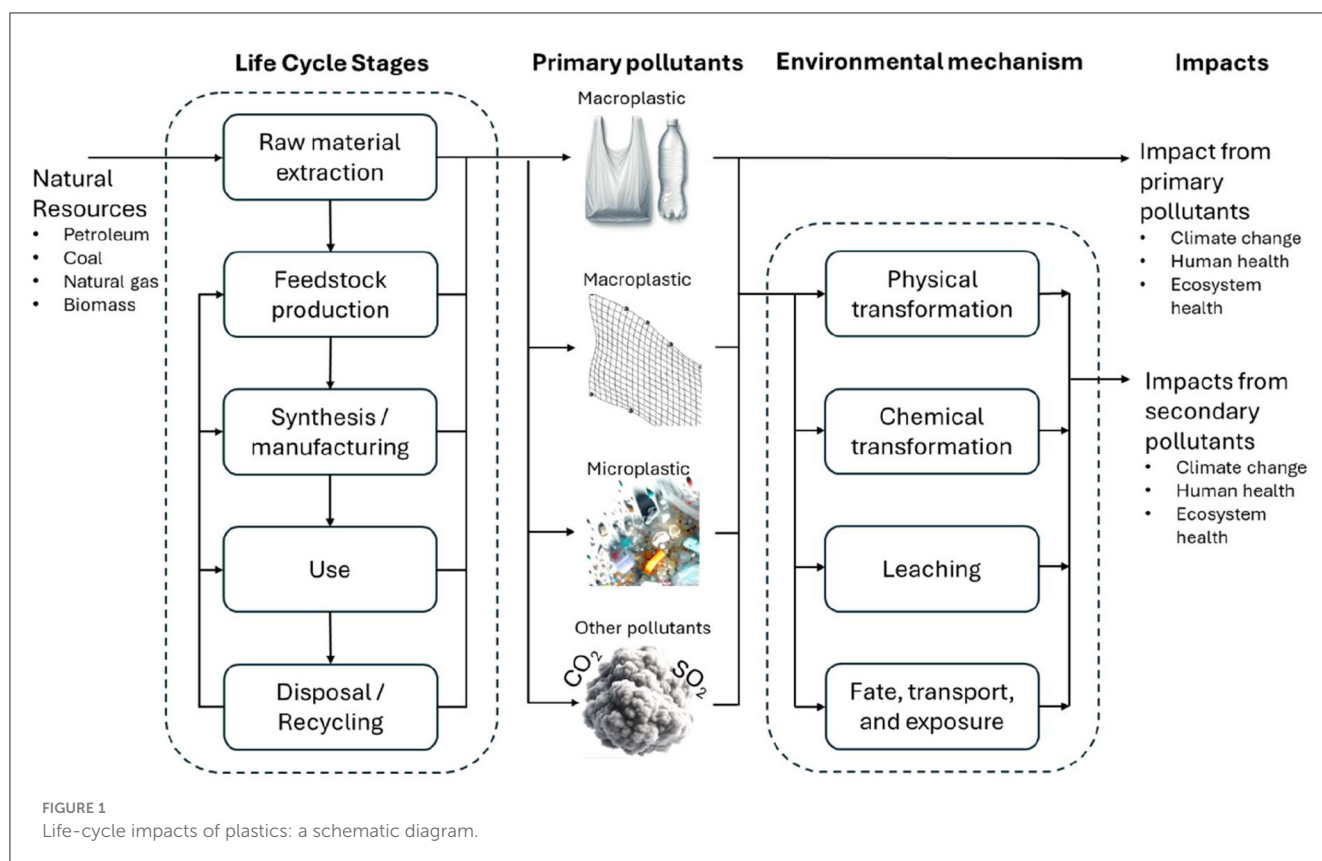 Life Cycle Stages
Primary pollutants
Environmental mechanism
Impacts
Natural
Resources
• Petroleum
• Coal
• Natural gas
• Biomass
Raw material
extraction
Feedstock
production
Synthesis /
manufacturing
Use
Disposal /
Recycling
Macroplastic
Macroplastic
Microplastic
Other pollutants
CO2
SO2
Physical
transformation
Chemical
transformation
Leaching
Fate, transport,
and exposure
Impact from
primary
pollutants
• Climate change
• Human health
• Ecosystem
health
Impacts from
secondary
pollutants
• Climate change
• Human health
• Ecosystem
health
FIGURE 1
Life-cycle impacts of plastics: a schematic diagram.